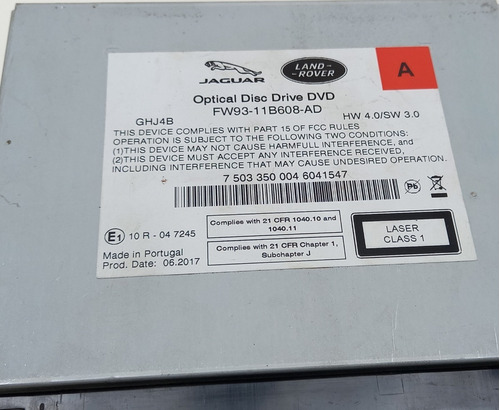 JAGUAR
LAND
ROVER
A
Optical Disc Drive DVD
FW93-11B608-AD
GHJ4B
HW 4.0/SW 3.0
THIS DEVICE COMPLIES WITH PART 15 OF FCC RULES
OPERATION IS SUBJECT TO THE FOLLOWING TWO CONDITIONS:
(1)THIS DEVICE MAY NOT CAUSE HARMFULL INTERFERENCE, AND
(2)THIS DEVICE MUST ACCEPT ANY INTERFERENCE,
INCLUDING INTERFERENCE THAT MAY CAUSE UNDESIRED OPERATION.
7 503 350 004 6041547
Pb
E1 10 R - 04 7245
Made in Portugal
Prod. Date: 06.2017
Complies with 21 CFR 1040.10 and
1040.11
Complies with 21 CFR Chapter 1,
Subchapter J
LASER
CLASS 1